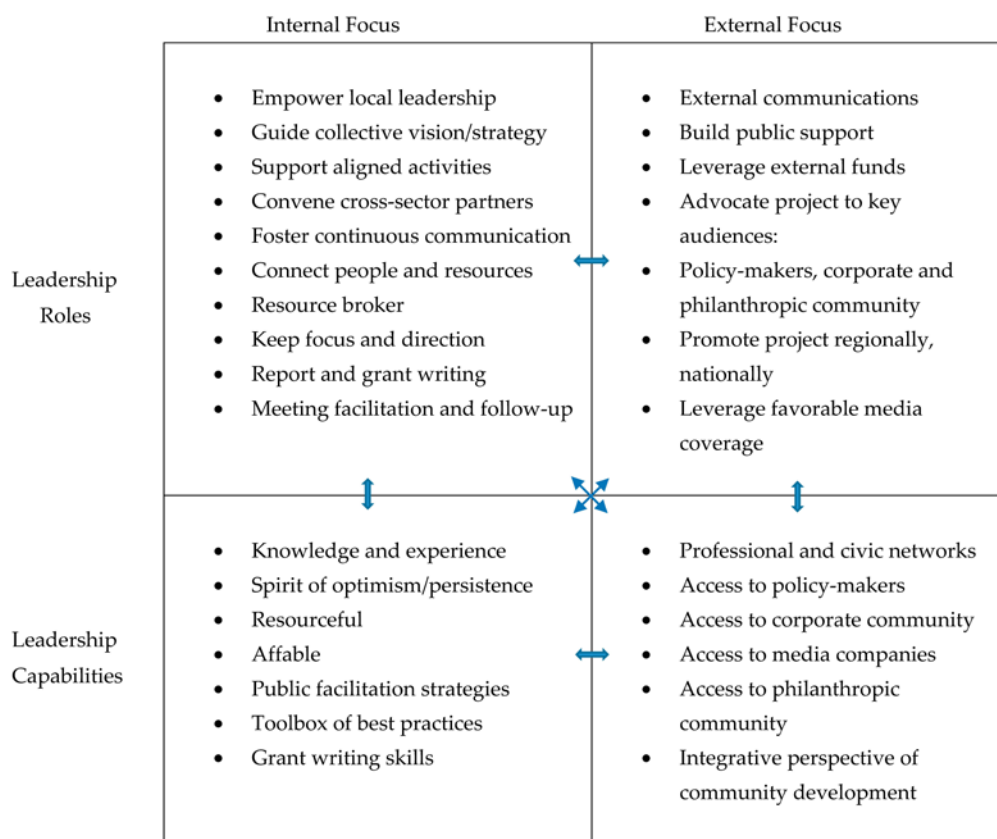 Internal Focus
External Focus
Leadership
Roles
• Empower local leadership
• Guide collective vision/strategy
• Support aligned activities
• Convene cross-sector partners
• Foster continuous communication
• Connect people and resources
• Resource broker
• Keep focus and direction
• Report and grant writing
• Meeting facilitation and follow-up
• External communications
• Build public support
• Leverage external funds
• Advocate project to key
audiences:
• Policy-makers, corporate and
philanthropic community
• Promote project regionally,
nationally
• Leverage favorable media
coverage
Leadership
Capabilities
• Knowledge and experience
• Spirit of optimism/persistence
• Resourceful
• Affable
• Public facilitation strategies
• Toolbox of best practices
• Grant writing skills
• Professional and civic networks
• Access to policy-makers
• Access to corporate community
• Access to media companies
• Access to philanthropic
community
• Integrative perspective of
community development